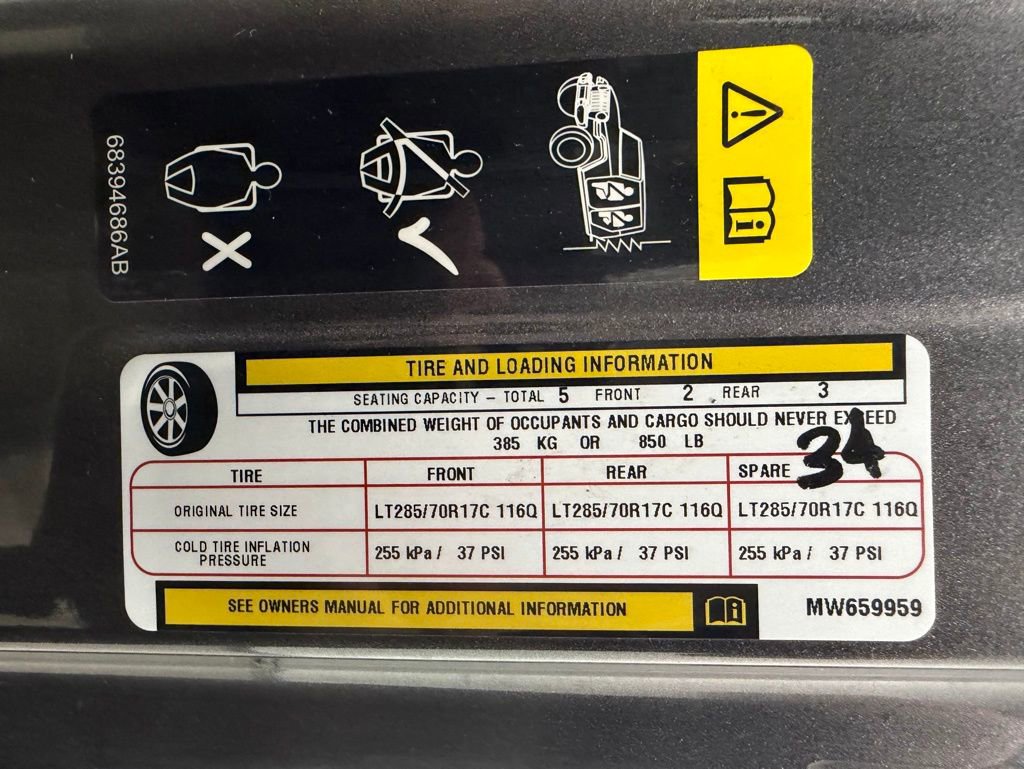 68394686AB
TIRE AND LOADING INFORMATION
SEATING CAPACITY – TOTAL 5 FRONT 2 REAR 3
THE COMBINED WEIGHT OF OCCUPANTS AND CARGO SHOULD NEVER EXCEED
385 KG OR 850 LB
34
TIRE FRONT REAR SPARE
ORIGINAL TIRE SIZE LT285/70R17C 116Q LT285/70R17C 116Q LT285/70R17C 116Q
COLD TIRE INFLATION
PRESSURE 255 kPa / 37 PSI 255 kPa / 37 PSI 255 kPa / 37 PSI
SEE OWNERS MANUAL FOR ADDITIONAL INFORMATION
MW659959